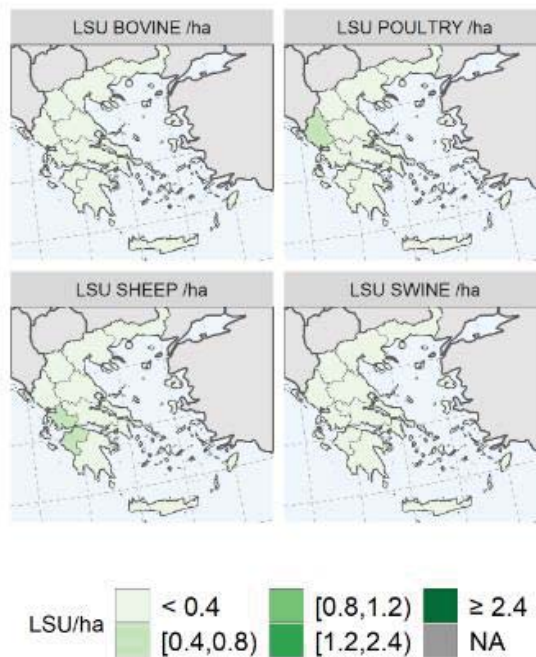 LSU BOVINE /ha
LSU POULTRY /ha
LSU SHEEP /ha
LSU SWINE /ha
LSU/ha
< 0.4
[0.8,1.2)
≥ 2.4
[0.4,0.8)
[1.2,2.4)
NA